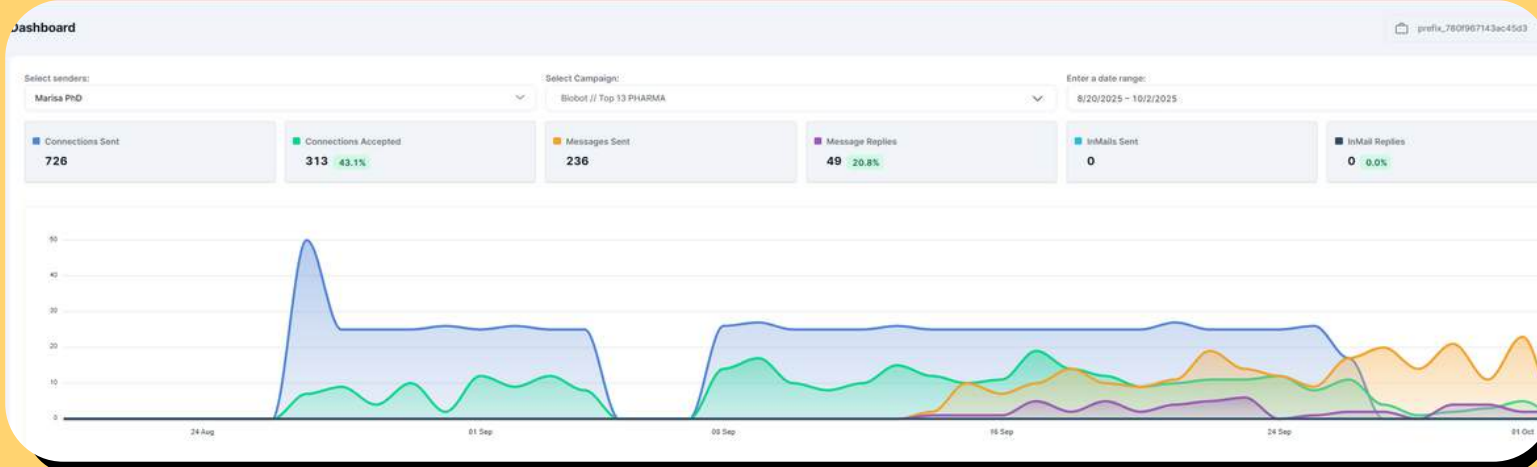 Dashboard
prefix_780f967143ac45d3
Select senders:
Select Campaign:
Enter a date range:
Marisa PhD
Biobot // Top 13 PHARMA
8/20/2025 – 10/2/2025
Connections Sent
726
Connections Accepted
313 43.1%
Messages Sent
236
Message Replies
49 20.8%
InMails Sent
0
InMail Replies
0 0.0%
50
40
30
20
10
0
24 Aug
01 Sep
08 Sep
16 Sep
24 Sep
01 Oct